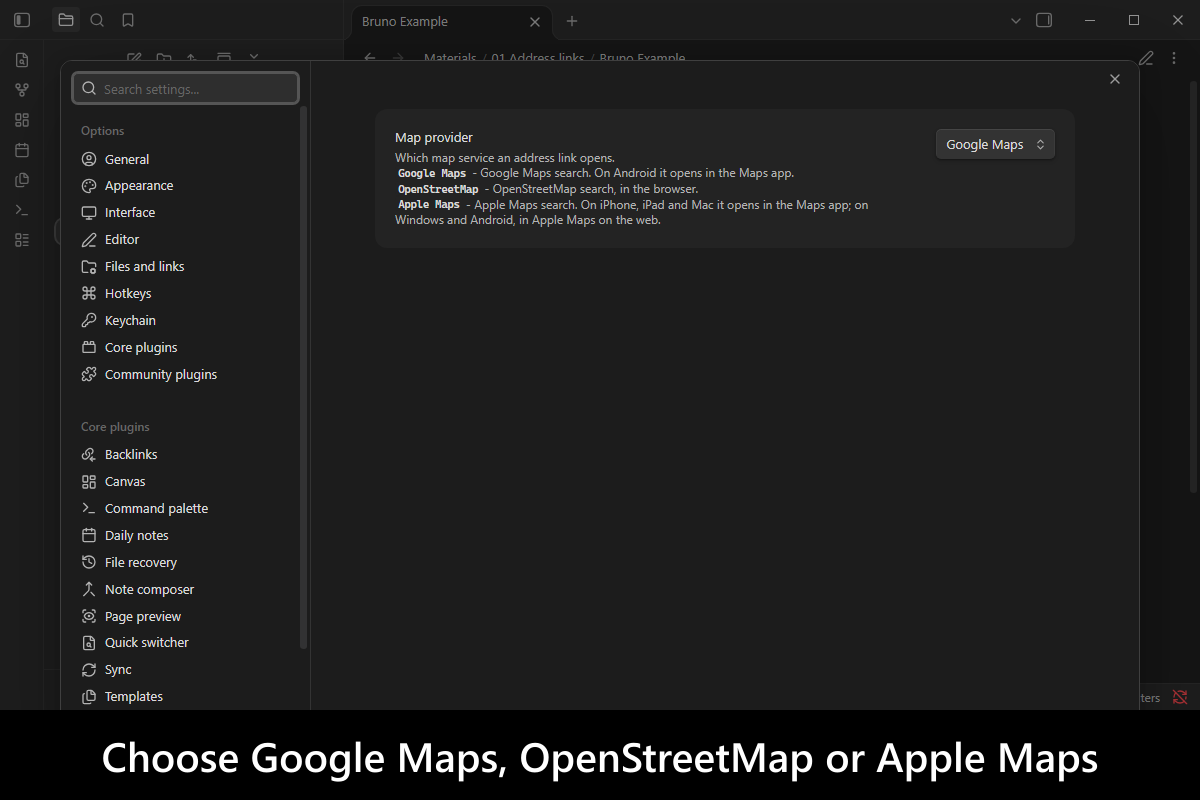 Bruno Example
Materials / 01 Address links / Bruno Example
Search settings...
Options
General
Appearance
Interface
Editor
Files and links
Hotkeys
Keychain
Core plugins
Community plugins
Core plugins
Backlinks
Canvas
Command palette
Daily notes
File recovery
Note composer
Page preview
Quick switcher
Sync
Templates
Map provider
Which map service an address link opens.
Google Maps - Google Maps search. On Android it opens in the Maps app.
OpenStreetMap - OpenStreetMap search, in the browser.
Apple Maps - Apple Maps search. On iPhone, iPad and Mac it opens in the Maps app; on
Windows and Android, in Apple Maps on the web.
Google Maps
ters
Choose Google Maps, OpenStreetMap or Apple Maps